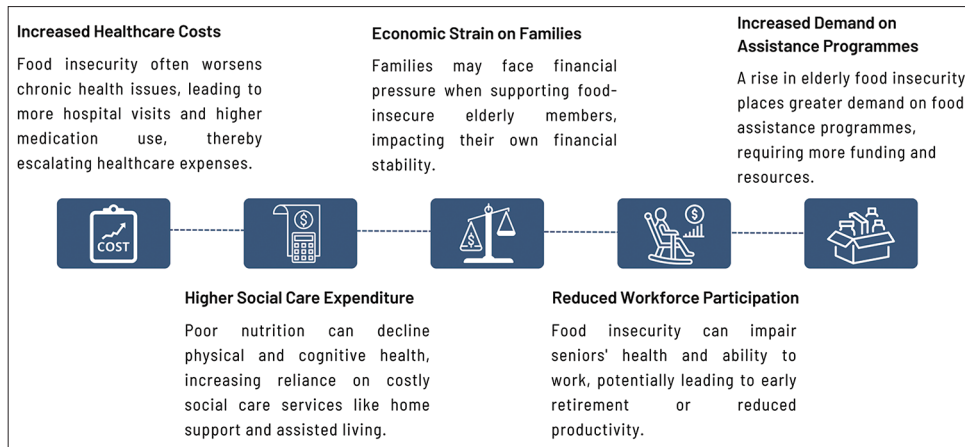 Increased Healthcare Costs
Food insecurity often worsens
chronic health issues, leading to
more hospital visits and higher
medication use, thereby
escalating healthcare expenses.
Economic Strain on Families
Families may face financial
pressure when supporting food-
insecure elderly members,
impacting their own financial
stability.
Increased Demand on
Assistance Programmes
A rise in elderly food insecurity
places greater demand on food
assistance programmes,
requiring more funding and
resources.
COST
$
$
$
Higher Social Care Expenditure
Poor nutrition can decline
physical and cognitive health,
increasing reliance on costly
social care services like home
support and assisted living.
Reduced Workforce Participation
Food insecurity can impair
seniors' health and ability to
work, potentially leading to early
retirement or reduced
productivity.